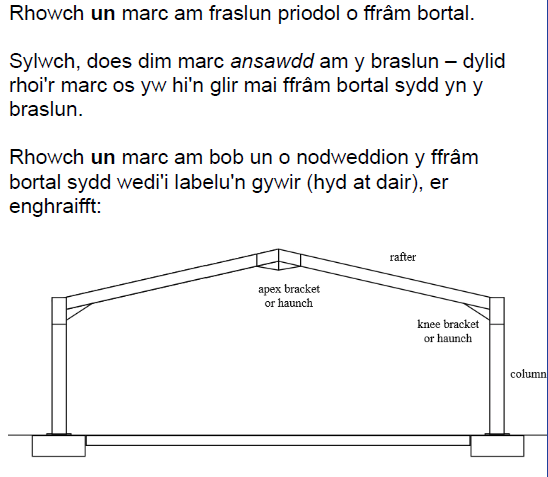 Rhowch un marc am fraslun priodol o ffrâm bortal.
Sylwch, does dim marc ansawdd am y braslun – dylid
rhoi'r marc os yw hi'n glir mai ffrâm bortal sydd yn y
braslun.
Rhowch un marc am bob un o nodweddion y ffrâm
bortal sydd wedi'i labelu'n gywir (hyd at dair), er
enghraifft:
rafter
apex bracket
or haunch
knee bracket
or haunch
column